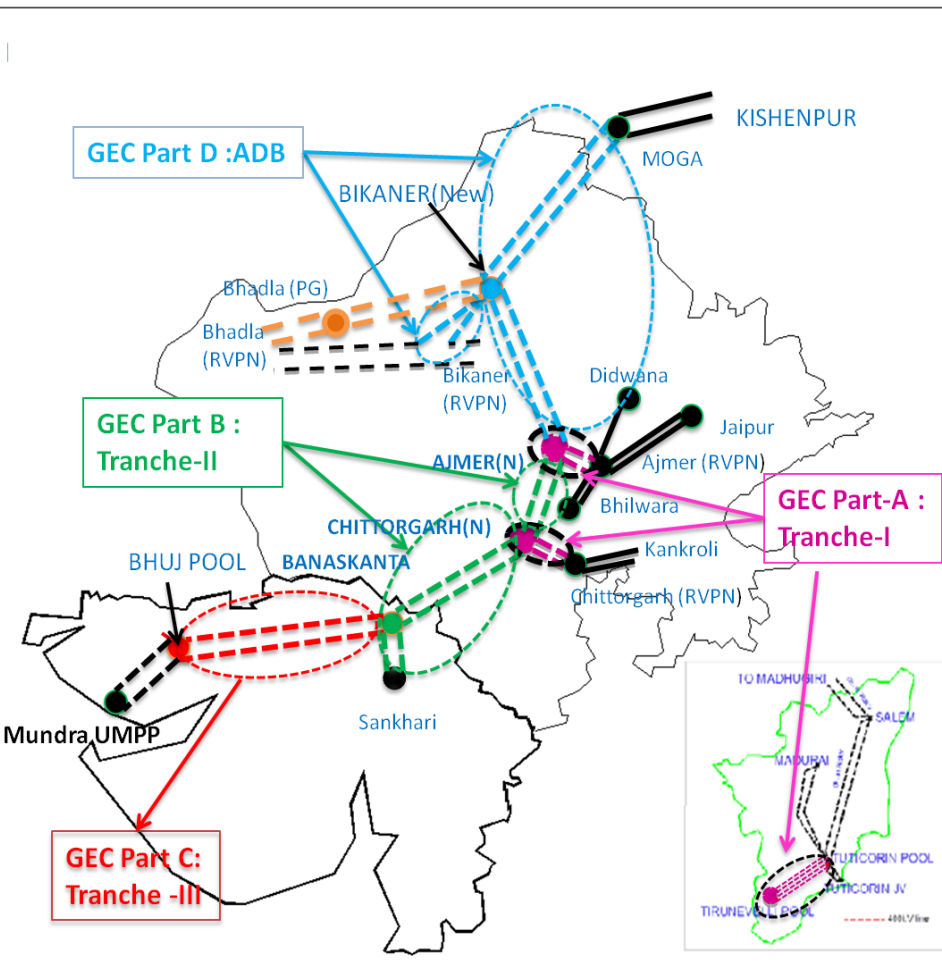 KISHENPUR
MOGA
GEC Part D :ADB
BIKANER(New)
Bhadla (PG)
Bhadla
(RVPN)
Bikaner
(RVPN)
Didwana
Jaipur
GEC Part B :
Tranche-II
AJMER(N)
Ajmer (RVPN)
Bhilwara
GEC Part-A :
Tranche-I
CHITTORGARH(N)
Kankroli
BANASKANTA
BHUJ POOL
Chittorgarh (RVPN)
Sankhari
Mundra UMPP
GEC Part C:
Tranche -III
TO MADHUGIRI
SALEM
MADURAI
TUTICORIN POOL
TUTICORIN JV
TIRUNEVELI POOL
400kV line